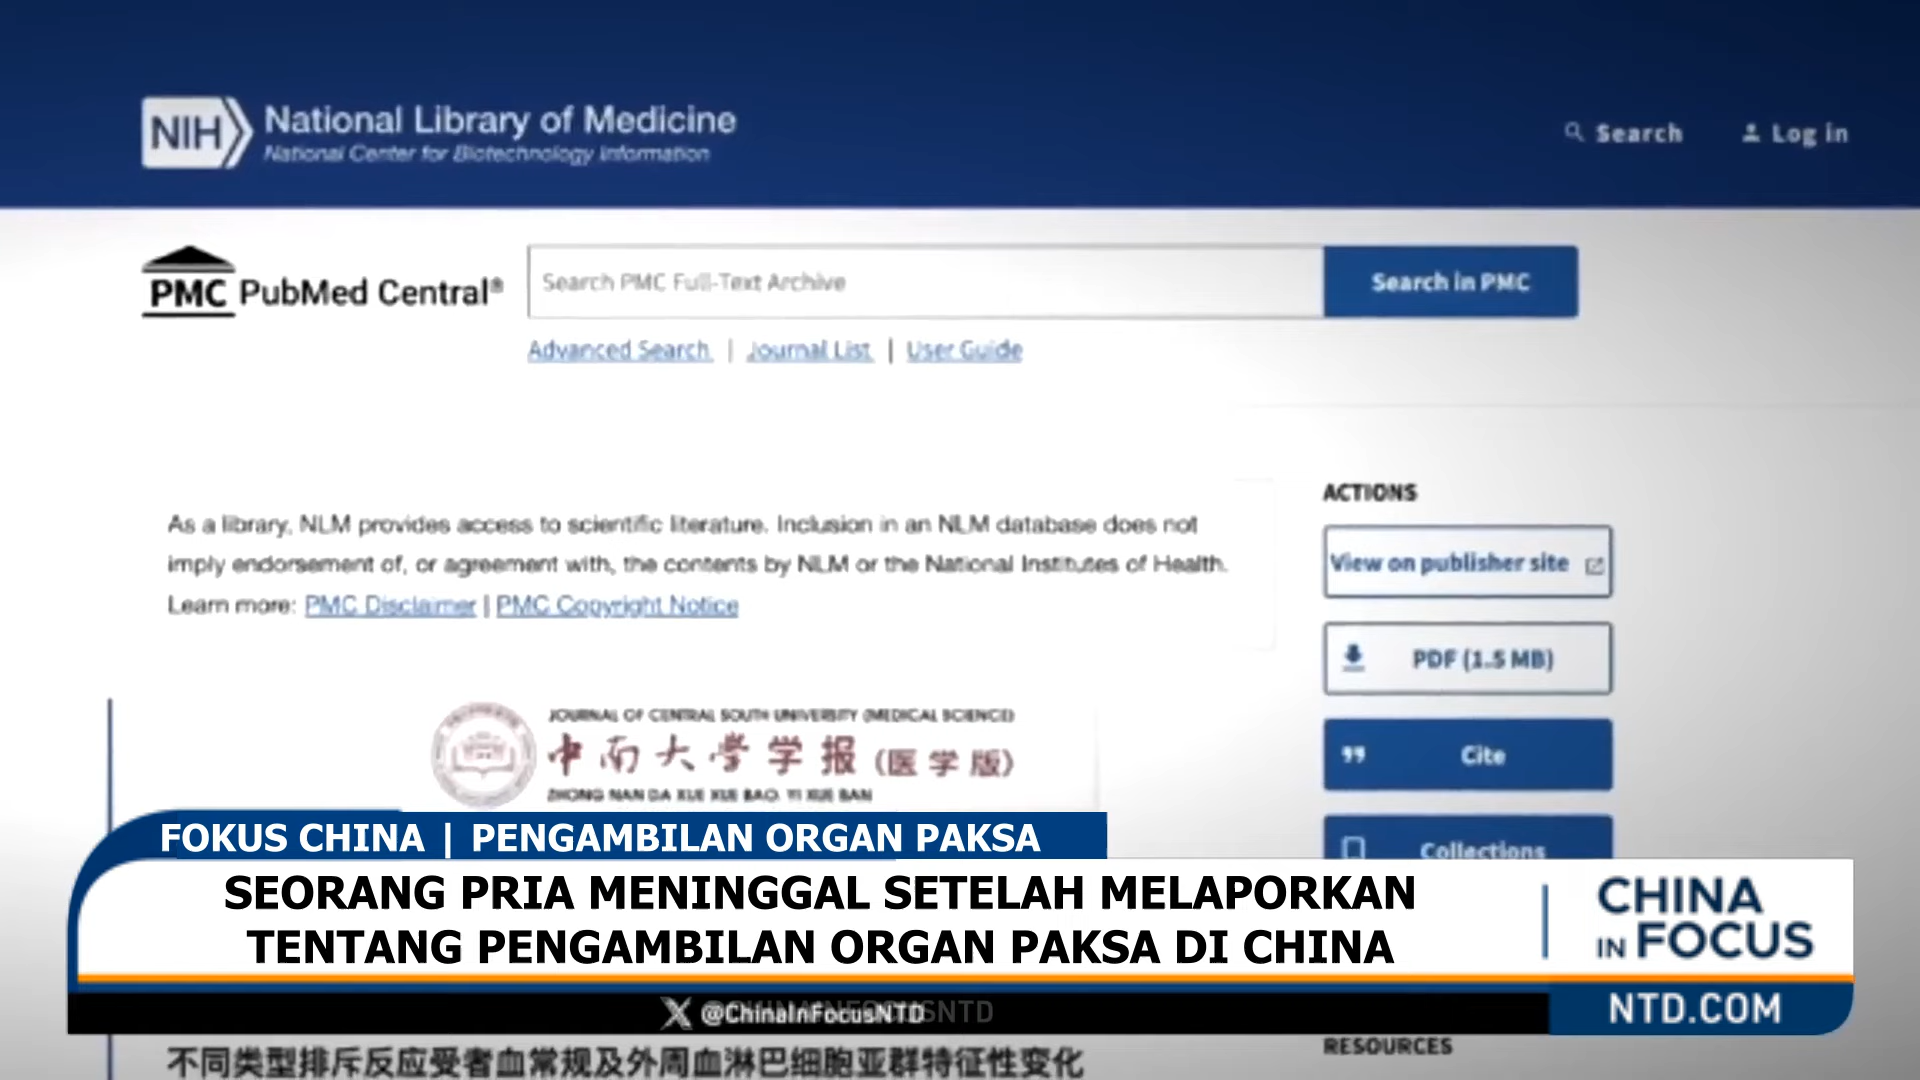 NIH National Library of Medicine
National Center for Biotechnology Information
Search Log in
PMC PubMed Central®
Search PMC Full-Text Archive
Search in PMC
Advanced Search | Journal List | User Guide
As a library, NLM provides access to scientific literature. Inclusion in an NLM database does not
imply endorsement of, or agreement with, the contents by NLM or the National Institutes of Health.
Learn more: PMC Disclaimer | PMC Copyright Notice
ACTIONS
View on publisher site
PDF (1.5 MB)
Cite
Collections
JOURNAL OF CENTRAL SOUTH UNIVERSITY (MEDICAL SCIENCE)
中南大学学报(医学版)
ZHONG NAN DA XUE XUE BAO. YI XUE BAN
FOKUS CHINA | PENGAMBILAN ORGAN PAKSA
SEORANG PRIA MENINGGAL SETELAH MELAPORKAN
TENTANG PENGAMBILAN ORGAN PAKSA DI CHINA
CHINA
IN FOCUS
@ChinaInFocusNTD
NTD.COM
RESOURCES
不同类型排斥反应受者血常规及外周血淋巴细胞亚群特征性变化